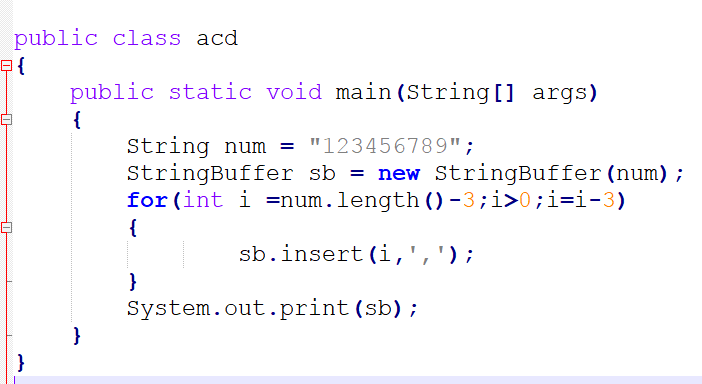 public class acd
{
    public static void main(String[] args)
    {
        String num = "123456789";
        StringBuffer sb = new StringBuffer(num);
        for(int i =num.length()-3;i>0;i=i-3)
        {
                sb.insert(i,',');
        }
        System.out.print(sb);
    }
}